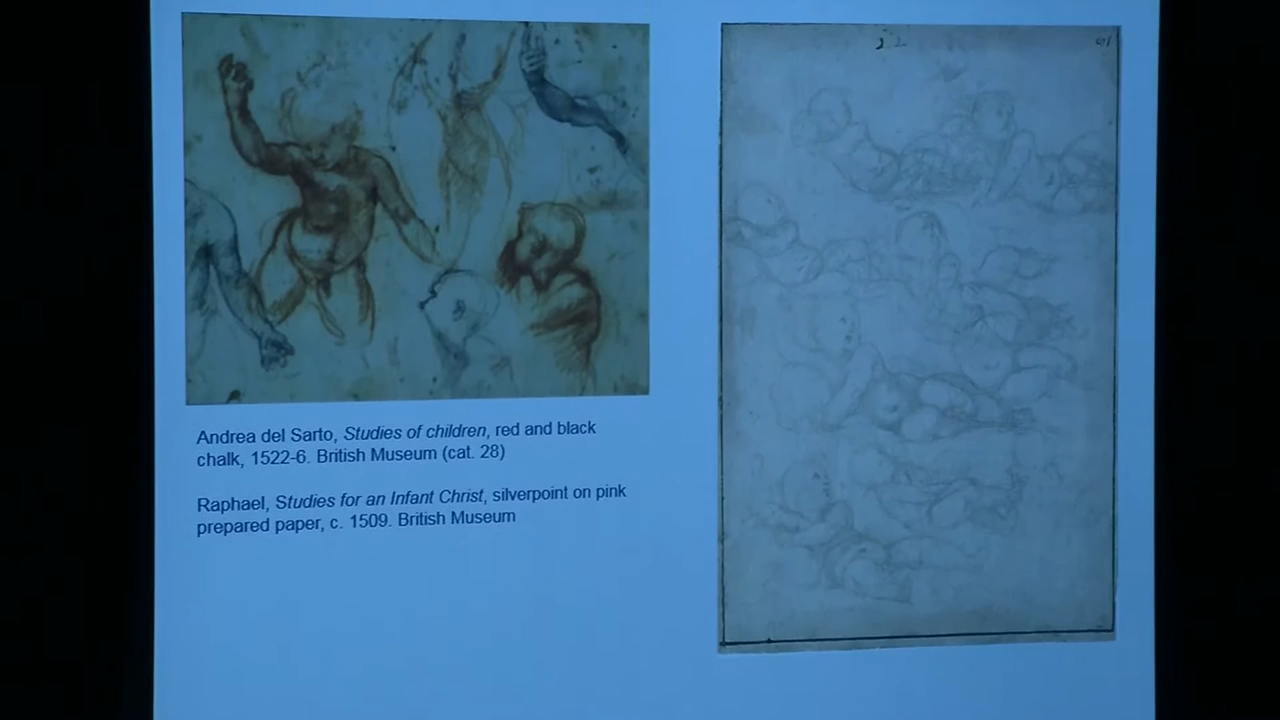 22
Andrea del Sarto, Studies of children, red and black
chalk, 1522-6. British Museum (cat. 28)
Raphael, Studies for an Infant Christ, silverpoint on pink
prepared paper, c. 1509. British Museum